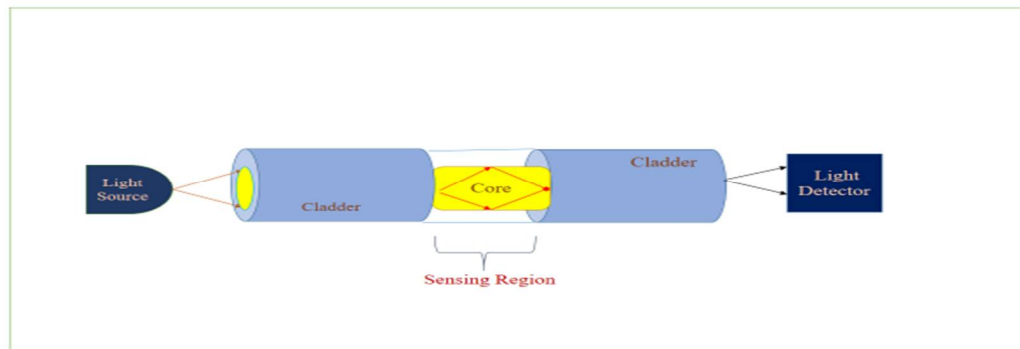 Cladder
Light
Source
Core
Light
Detector
Cladder
Sensing Region